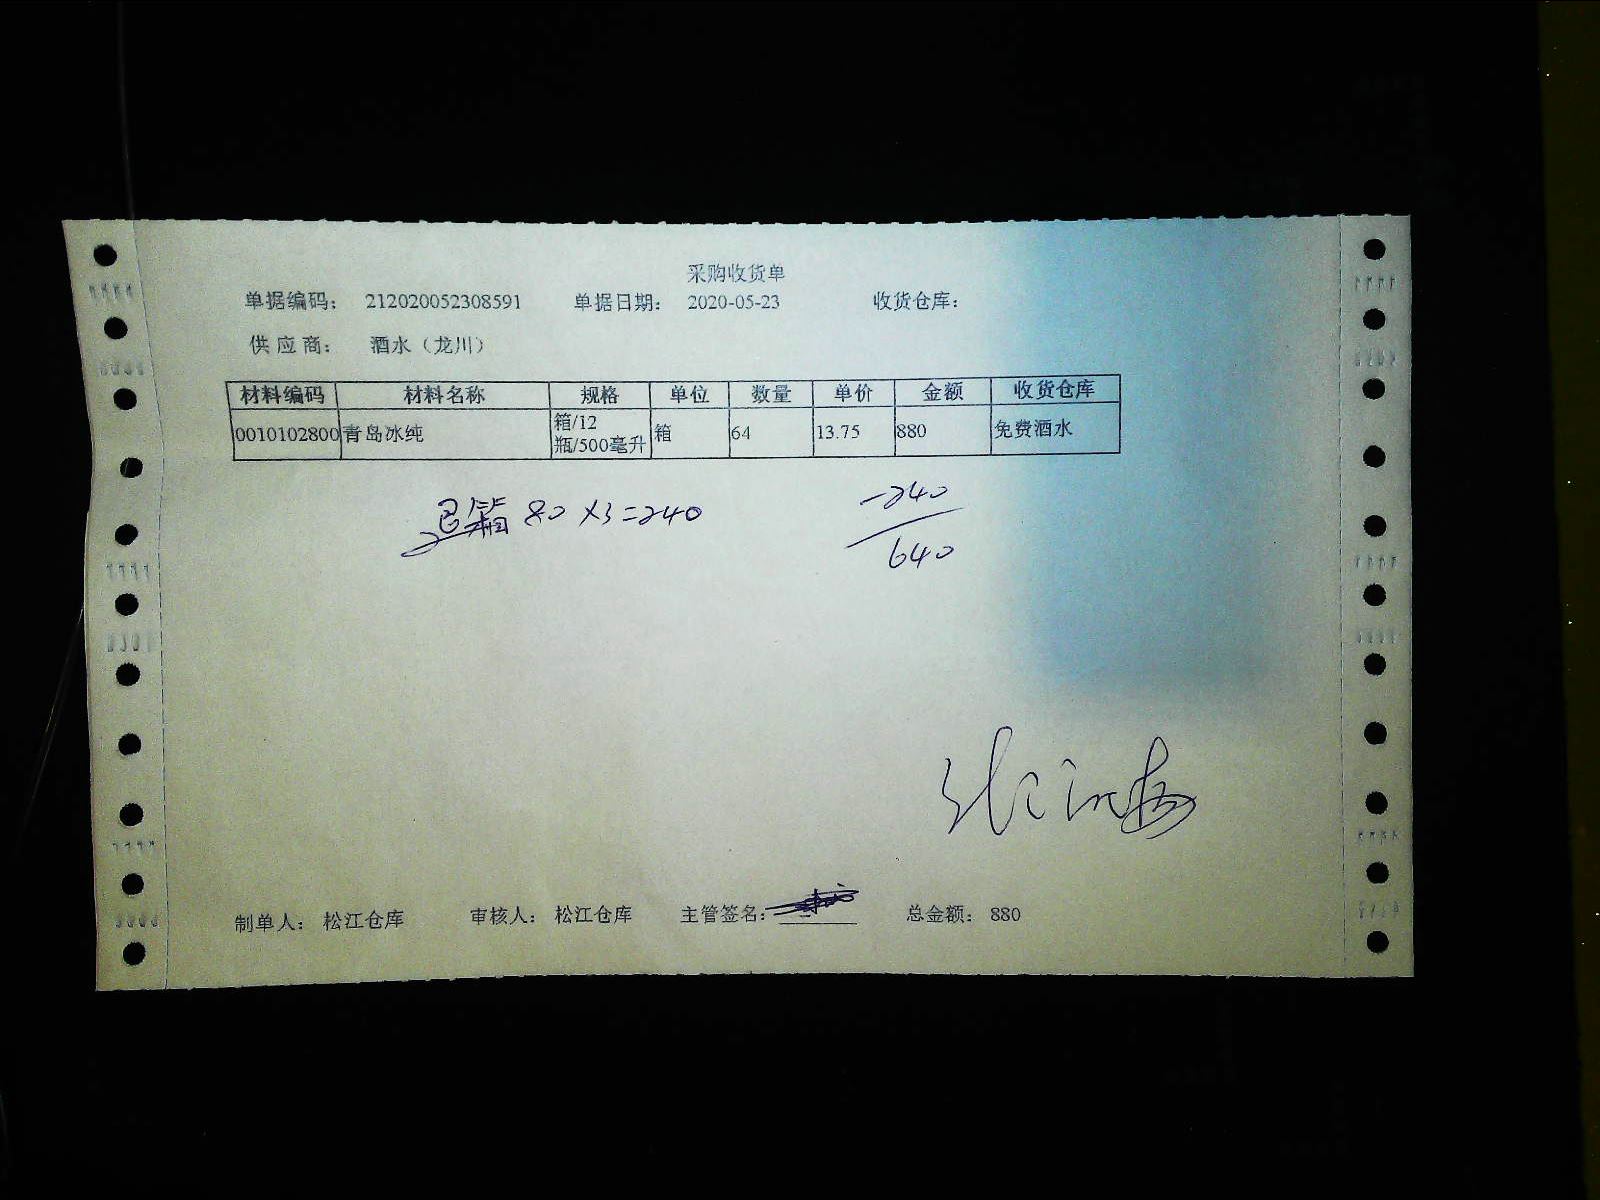 采购收货单
单据编码: 212020052308591 单据日期: 2020-05-23 收货仓库:
供应商: 酒水（龙川）
材料编码 材料名称 规格 单位 数量 单价 金额 收货仓库
0010102800 青岛冰纯 箱/12瓶/500毫升 箱 64 13.75 880 免费酒水
退箱 80×3=240 -240
640
制单人: 松江仓库 审核人: 松江仓库 主管签名: 总金额: 880